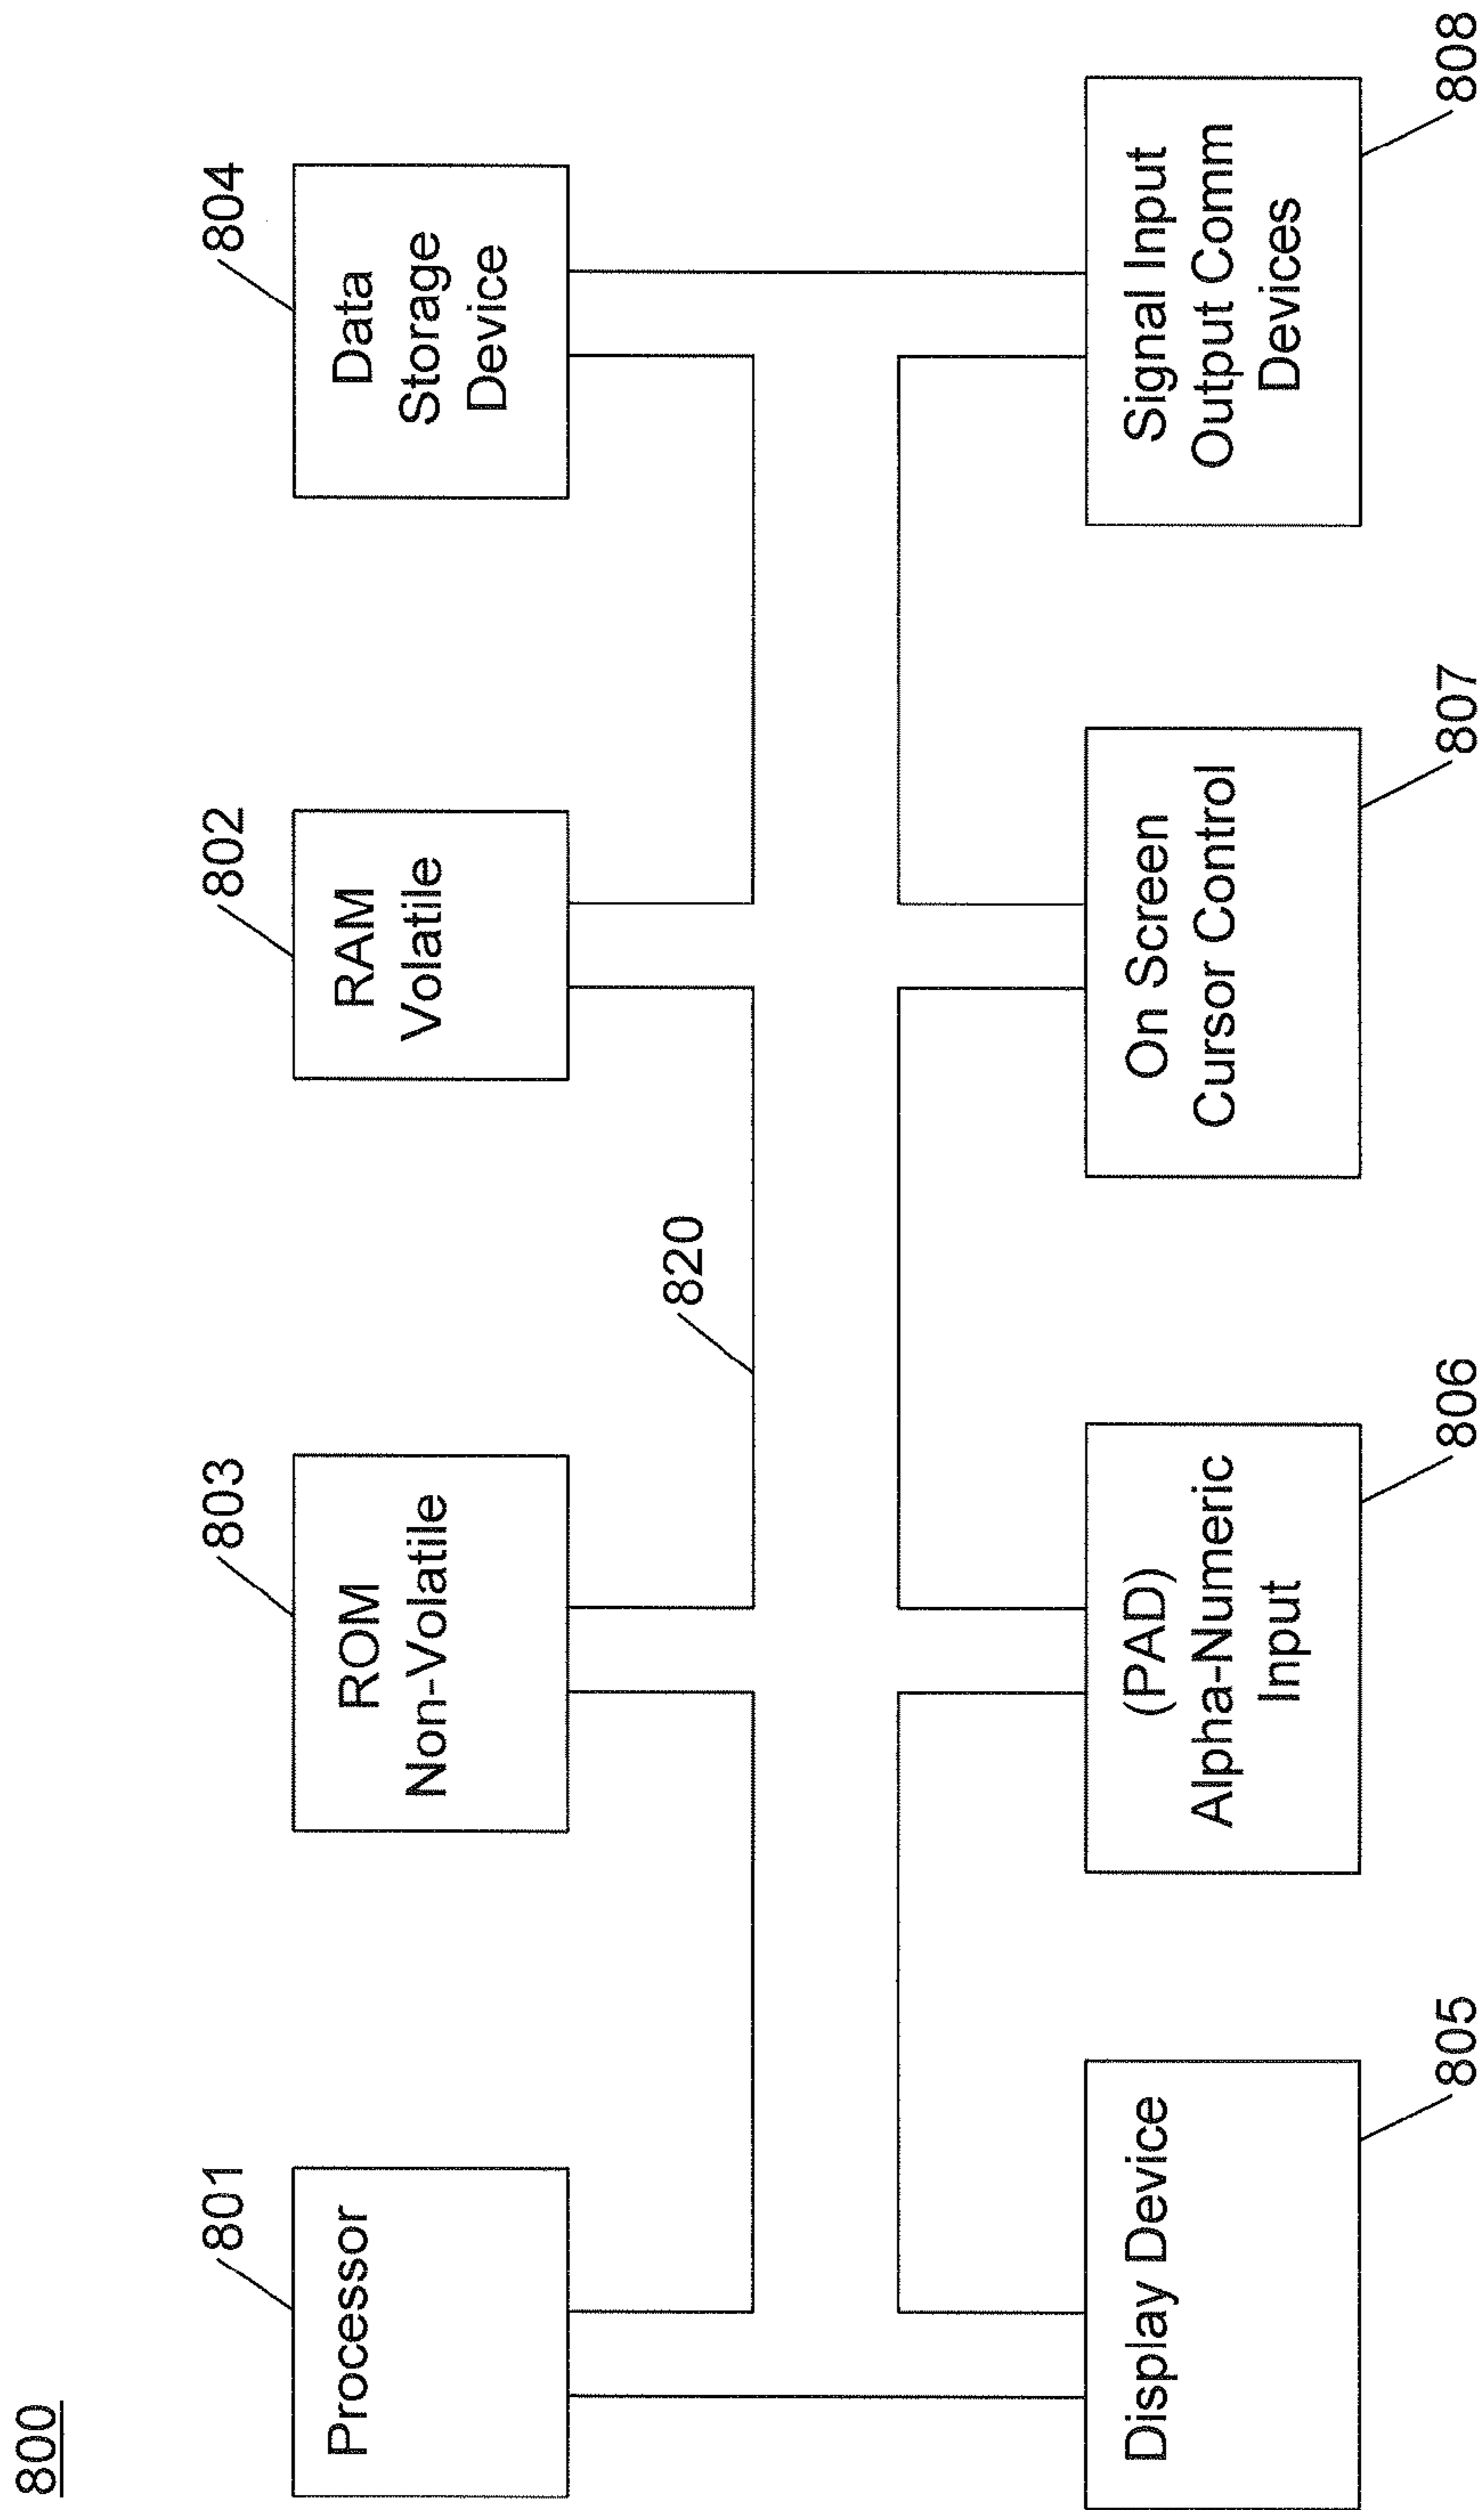 800
801
803
802
804
Processor
ROM
Non-Volatile
RAM
Volatile
Data
Storage
Device
820
Display Device
(PAD)
Alpha-Numeric
Input
On Screen
Cursor Control
Signal Input
Output Comm
Devices
805
806
807
808